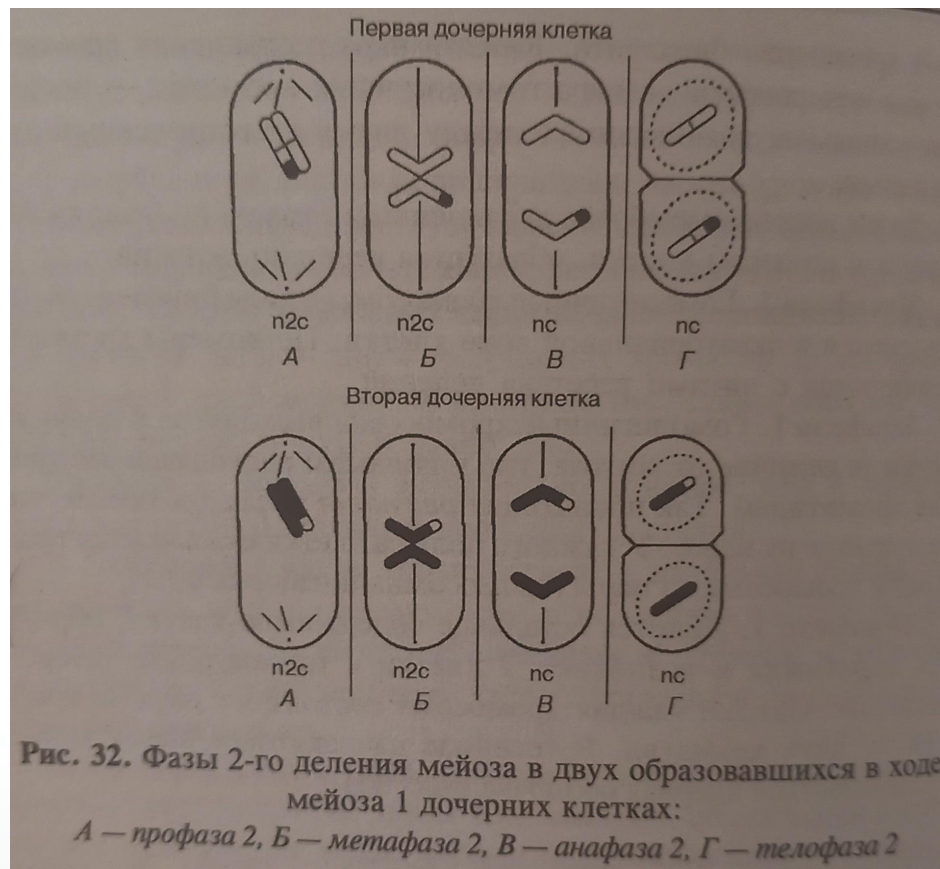 Первая дочерняя клетка
n2c n2c nc nc
А Б В Г
Вторая дочерняя клетка
n2c n2c nc nc
А Б В Г
Рис. 32. Фазы 2-го деления мейоза в двух образовавшихся в ходе
мейоза 1 дочерних клетках:
А — профаза 2, Б — метафаза 2, В — анафаза 2, Г — телофаза 2